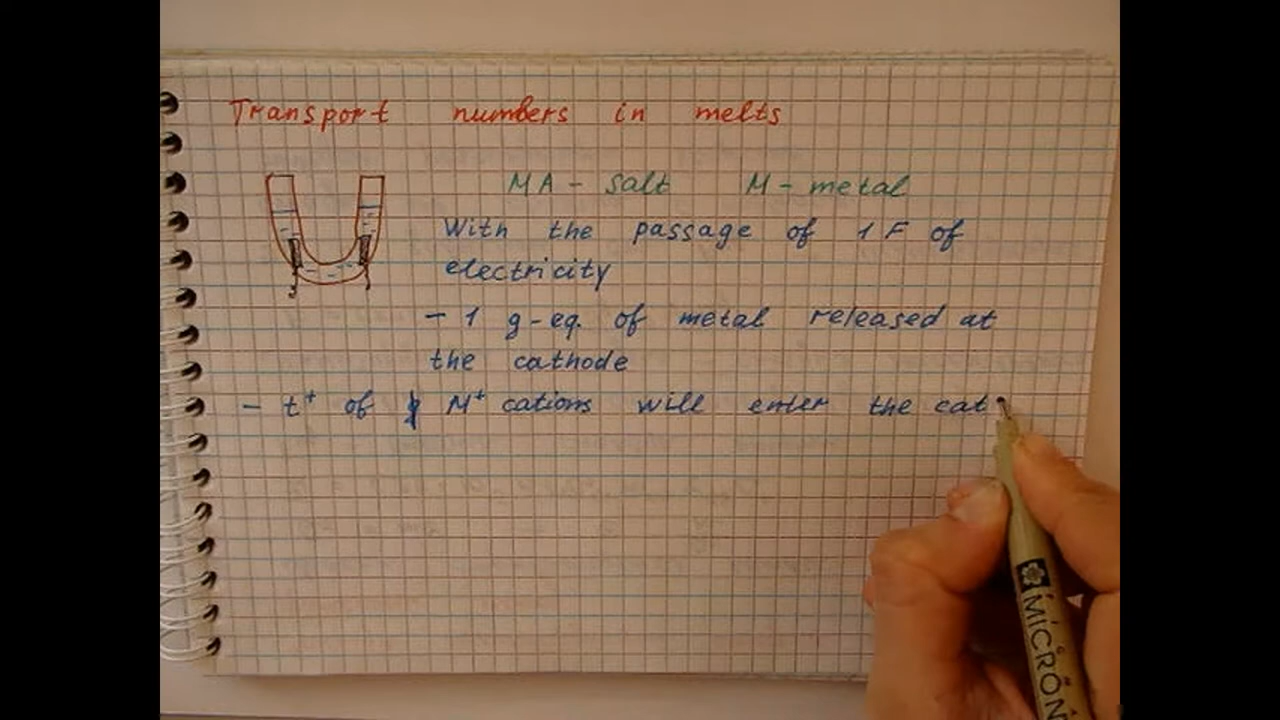 Transport numbers in melts
MA - salt M - metal
With the passage of 1 F of
electricity
- 1 g-eq. of metal released at
the cathode
- t+ of M+ cations will enter the cat
MICRON